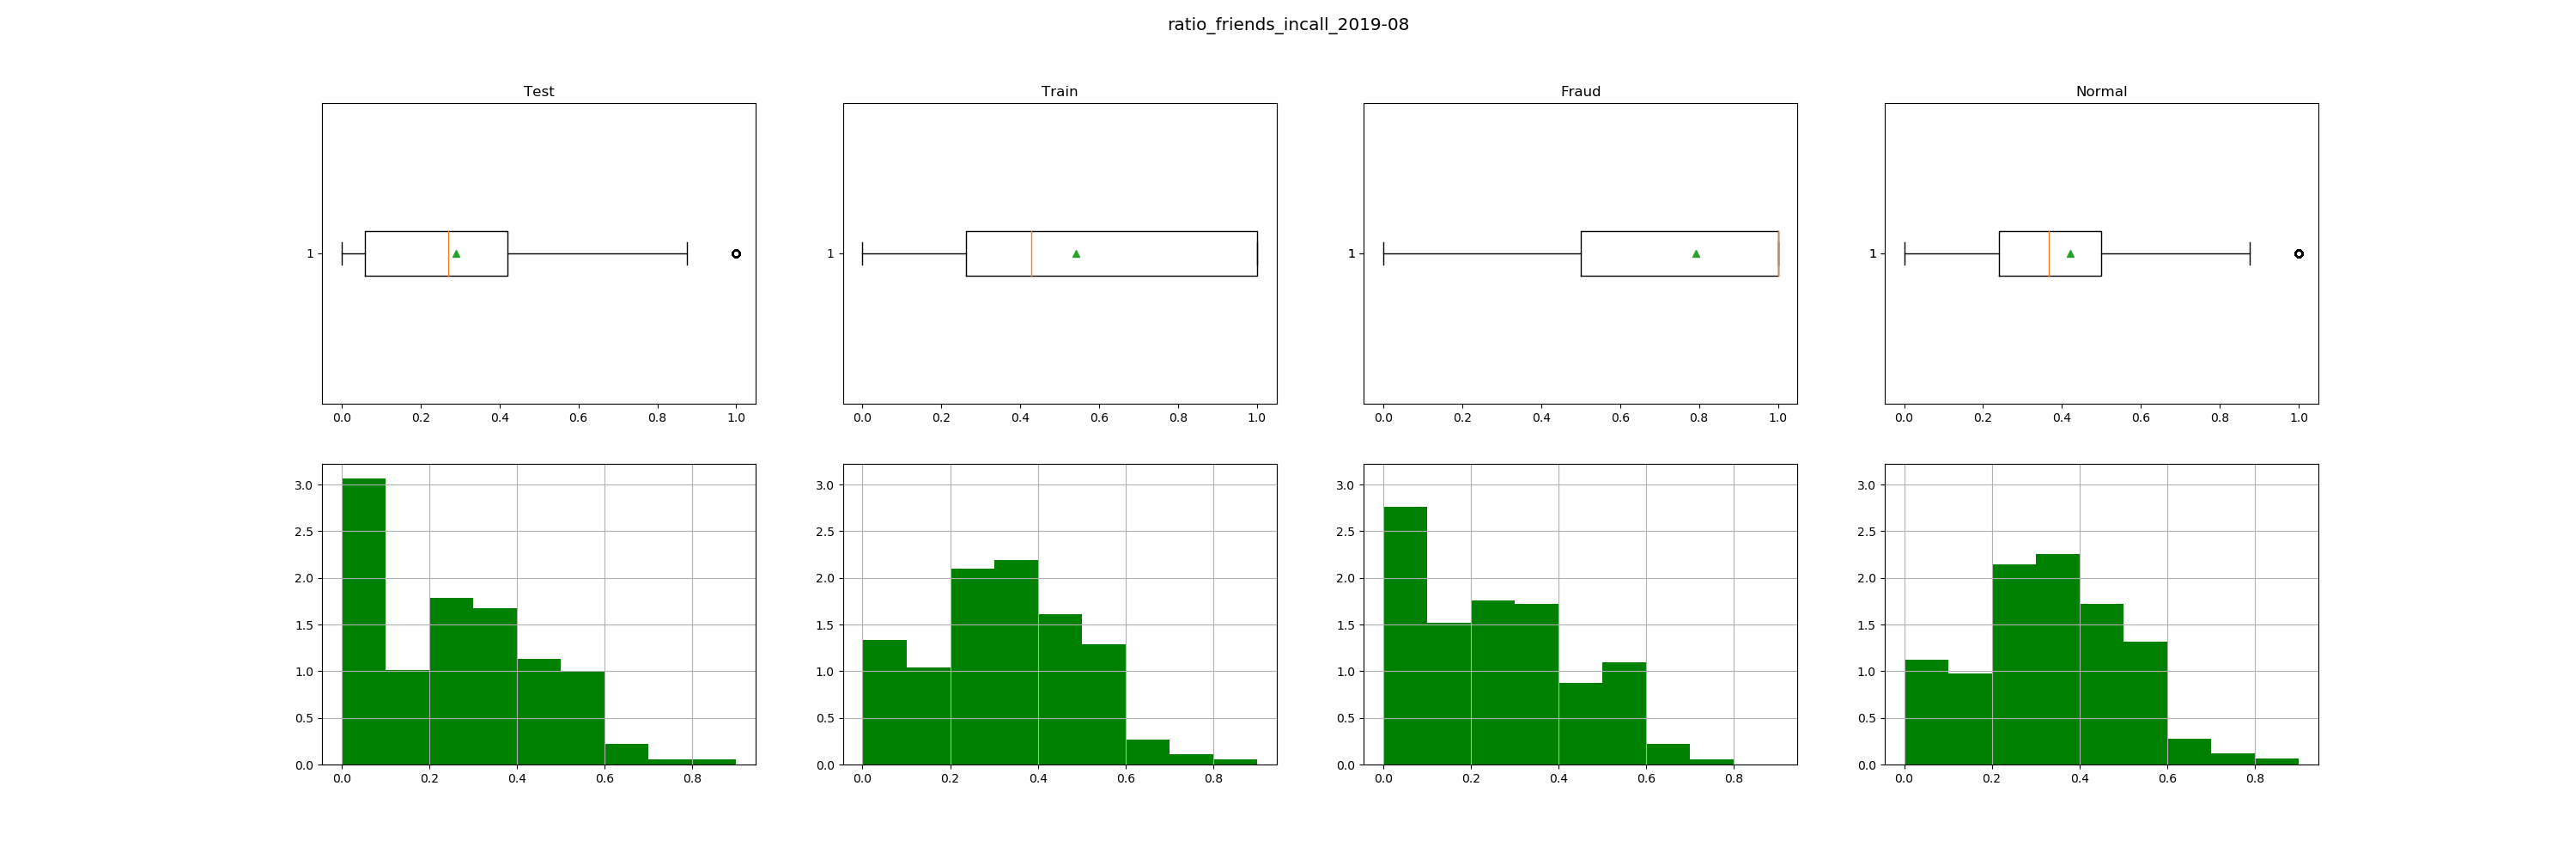 ratio_friends_incall_2019-08
Test Train Fraud Normal
1 1 1 1
0.0 0.2 0.4 0.6 0.8 1.0 0.0 0.2 0.4 0.6 0.8 1.0 0.0 0.2 0.4 0.6 0.8 1.0 0.0 0.2 0.4 0.6 0.8 1.0
3.0 3.0 3.0 3.0
2.5 2.5 2.5 2.5
2.0 2.0 2.0 2.0
1.5 1.5 1.5 1.5
1.0 1.0 1.0 1.0
0.5 0.5 0.5 0.5
0.0 0.0 0.0 0.0
0.0 0.2 0.4 0.6 0.8 0.0 0.2 0.4 0.6 0.8 0.0 0.2 0.4 0.6 0.8 0.0 0.2 0.4 0.6 0.8